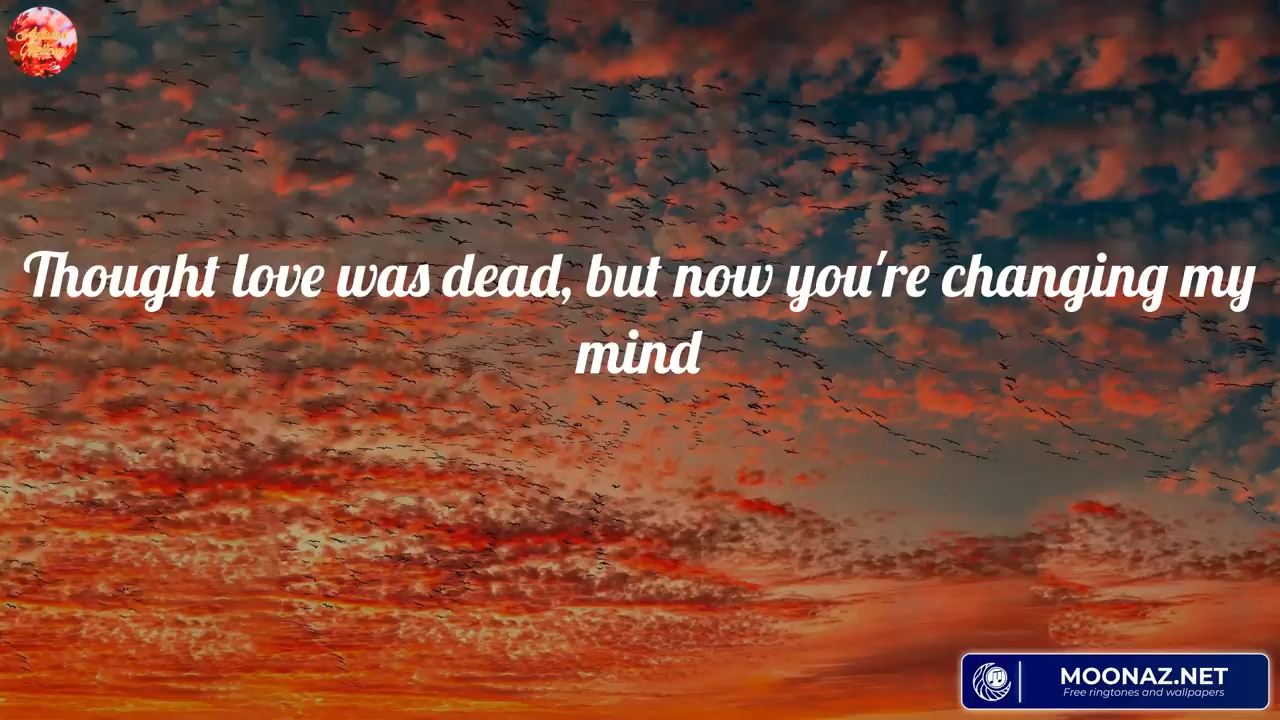 Thought love was dead, but now you're changing my
mind
MOONAZ.NET
Free ringtones and wallpapers